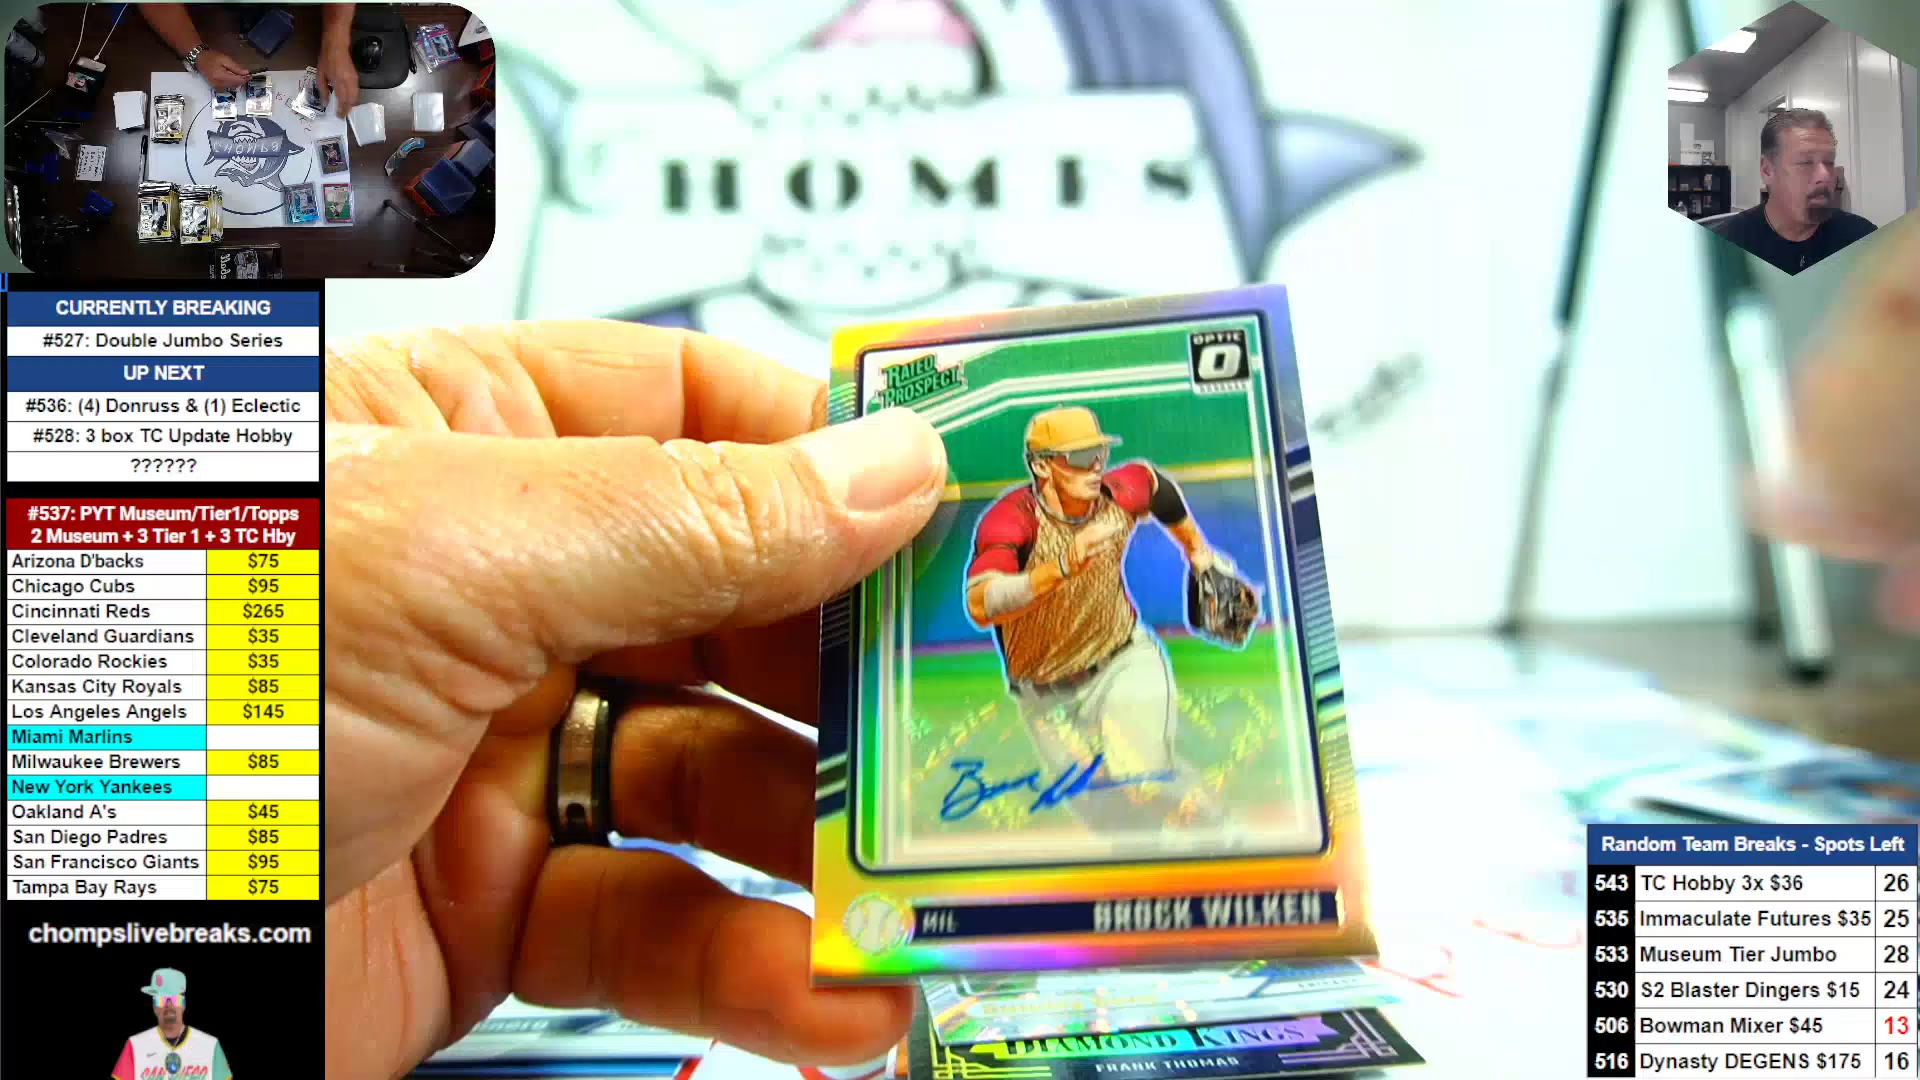 CURRENTLY BREAKING
#527: Double Jumbo Series
UP NEXT
#536: (4) Donruss & (1) Eclectic
#528: 3 box TC Update Hobby
??????
#537: PYT Museum/Tier1/Topps
2 Museum + 3 Tier 1 + 3 TC Hby
Arizona D'backs $75
Chicago Cubs $95
Cincinnati Reds $265
Cleveland Guardians $35
Colorado Rockies $35
Kansas City Royals $85
Los Angeles Angels $145
Miami Marlins
Milwaukee Brewers $85
New York Yankees
Oakland A's $45
San Diego Padres $85
San Francisco Giants $95
Tampa Bay Rays $75
chompslivebreaks.com
RATED
PROSPECT
OPTIC
MIL
BROCK WILKEN
DIAMOND KINGS
FRANK THOMAS
Random Team Breaks - Spots Left
543 TC Hobby 3x $36 26
535 Immaculate Futures $35 25
533 Museum Tier Jumbo 28
530 S2 Blaster Dingers $15 24
506 Bowman Mixer $45 13
516 Dynasty DEGENS $175 16